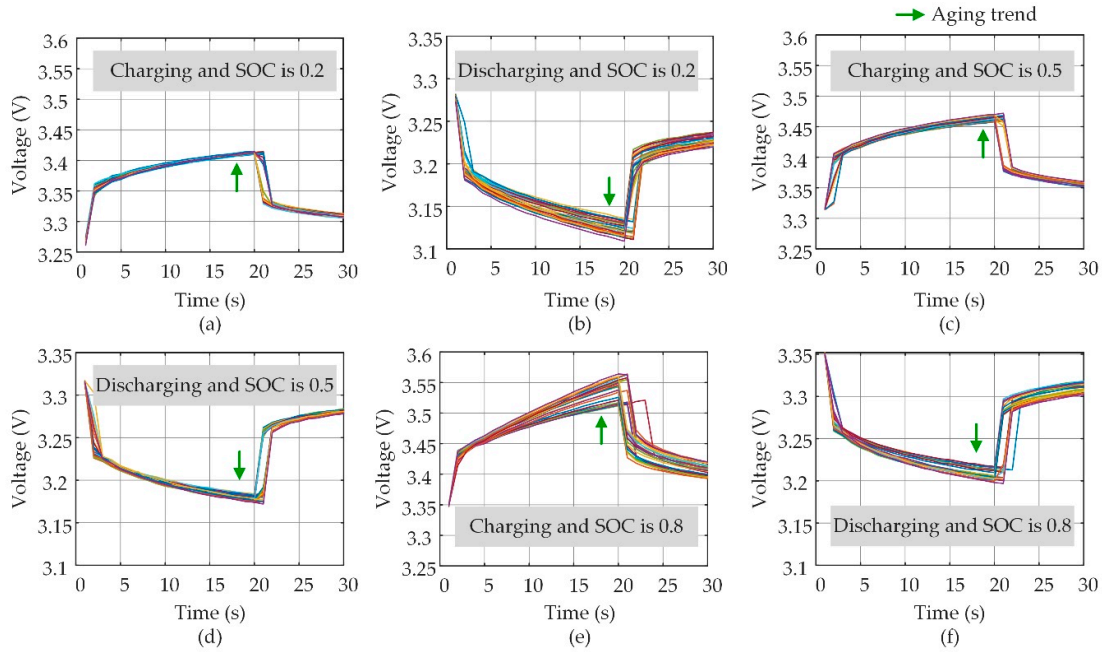 Aging trend
3.6
3.55
3.5
3.45
3.4
3.35
3.3
3.25
Voltage (V)
Charging and SOC is 0.2
0 5 10 15 20 25 30
Time (s)
(a)
3.35
3.3
3.25
3.2
3.15
3.1
Voltage (V)
Discharging and SOC is 0.2
0 5 10 15 20 25 30
Time (s)
(b)
3.6
3.55
3.5
3.45
3.4
3.35
3.3
3.25
Voltage (V)
Charging and SOC is 0.5
0 5 10 15 20 25 30
Time (s)
(c)
3.35
3.3
3.25
3.2
3.15
3.1
Voltage (V)
Discharging and SOC is 0.5
0 5 10 15 20 25 30
Time (s)
(d)
3.6
3.55
3.5
3.45
3.4
3.35
3.3
3.25
Voltage (V)
Charging and SOC is 0.8
0 5 10 15 20 25 30
Time (s)
(e)
3.35
3.3
3.25
3.2
3.15
3.1
Voltage (V)
Discharging and SOC is 0.8
0 5 10 15 20 25 30
Time (s)
(f)